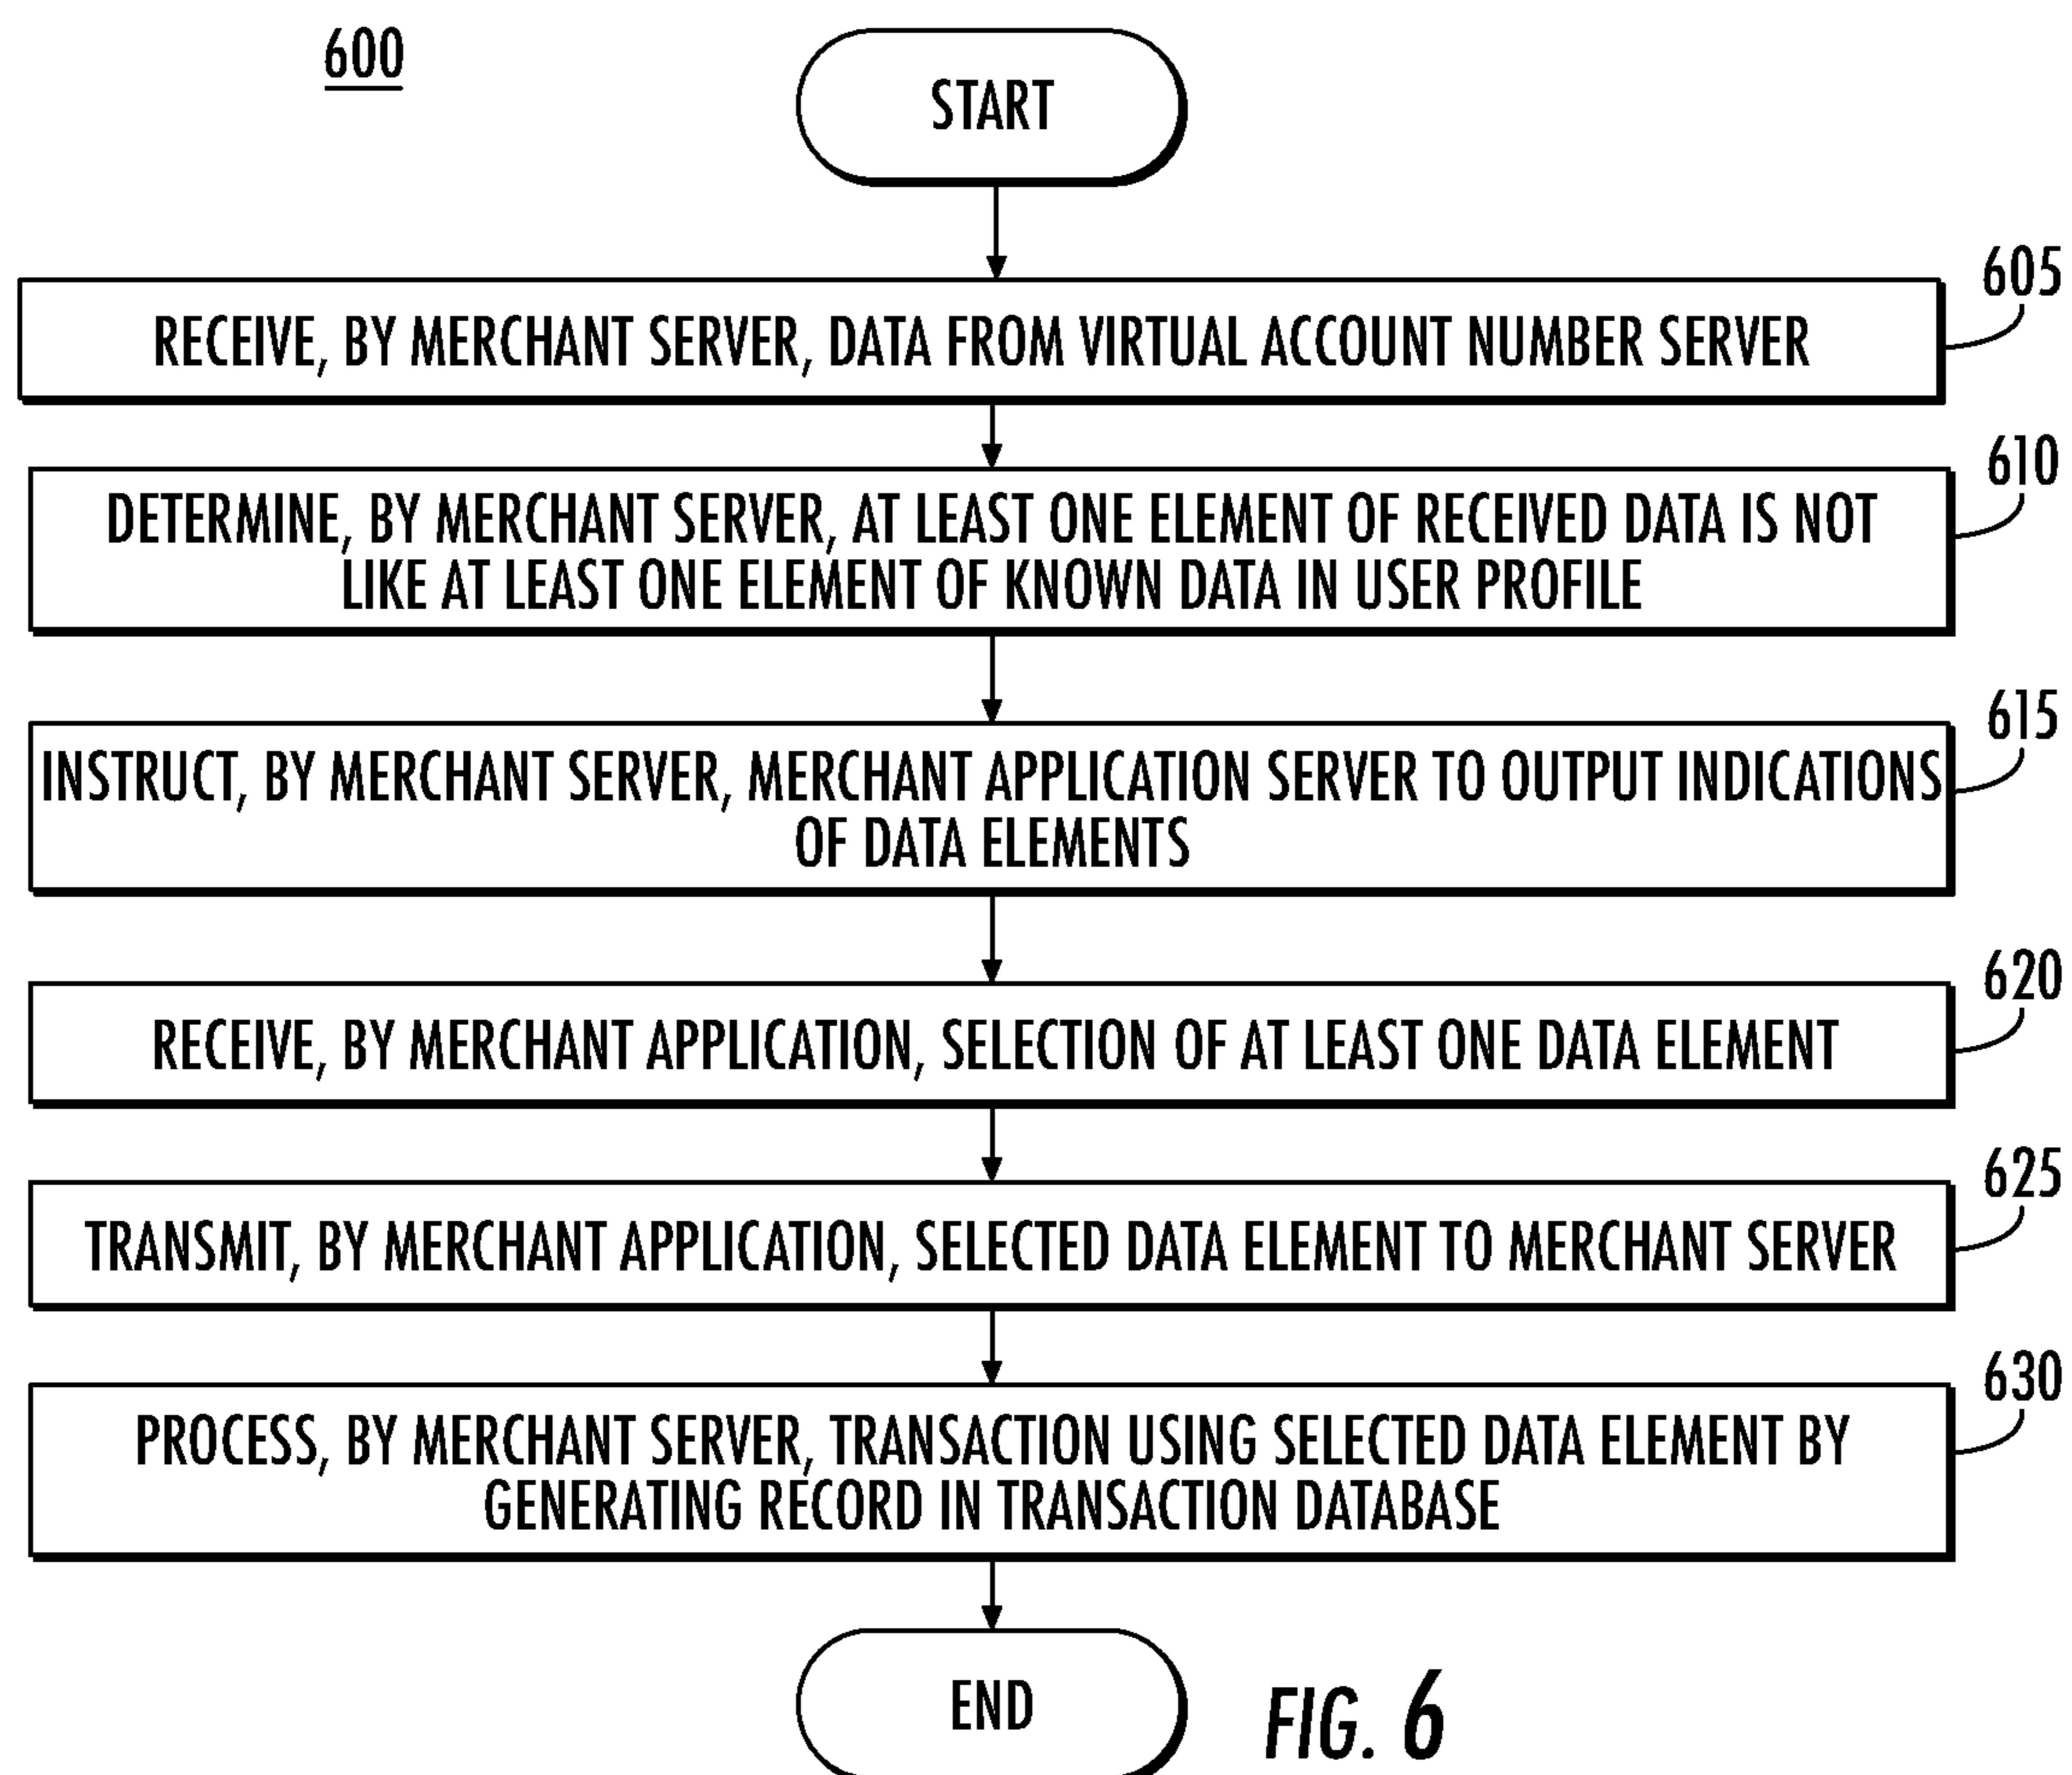 600
START
605
RECEIVE, BY MERCHANT SERVER, DATA FROM VIRTUAL ACCOUNT NUMBER SERVER
610
DETERMINE, BY MERCHANT SERVER, AT LEAST ONE ELEMENT OF RECEIVED DATA IS NOT
LIKE AT LEAST ONE ELEMENT OF KNOWN DATA IN USER PROFILE
615
INSTRUCT, BY MERCHANT SERVER, MERCHANT APPLICATION SERVER TO OUTPUT INDICATIONS
OF DATA ELEMENTS
620
RECEIVE, BY MERCHANT APPLICATION, SELECTION OF AT LEAST ONE DATA ELEMENT
625
TRANSMIT, BY MERCHANT APPLICATION, SELECTED DATA ELEMENT TO MERCHANT SERVER
630
PROCESS, BY MERCHANT SERVER, TRANSACTION USING SELECTED DATA ELEMENT BY
GENERATING RECORD IN TRANSACTION DATABASE
END
FIG. 6